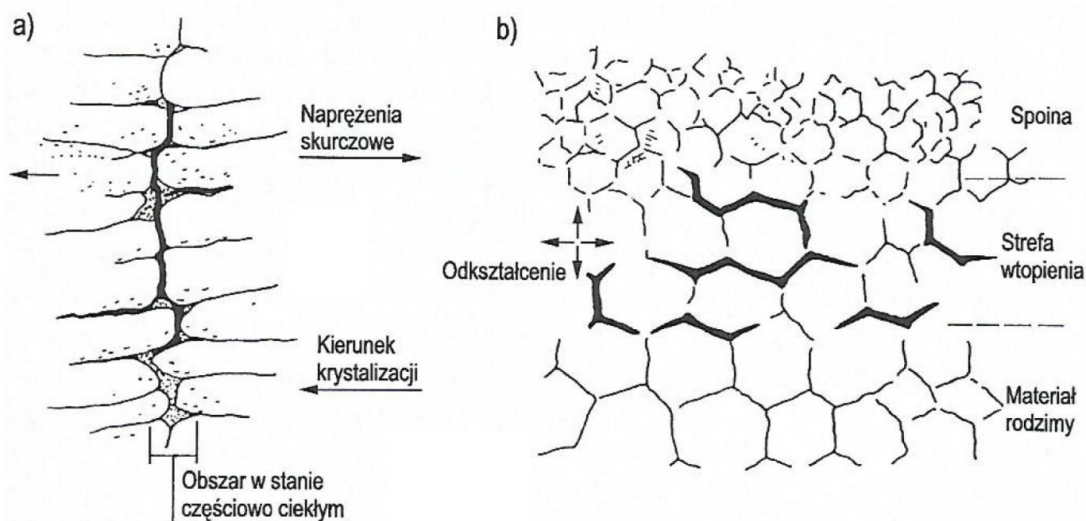 a)
Naprężenia
skurczowe
Kierunek
krystalizacji
Obszar w stanie
częściowo ciekłym
b)
Spoina
Odkształcenie
Strefa
wtopienia
Materiał
rodzimy